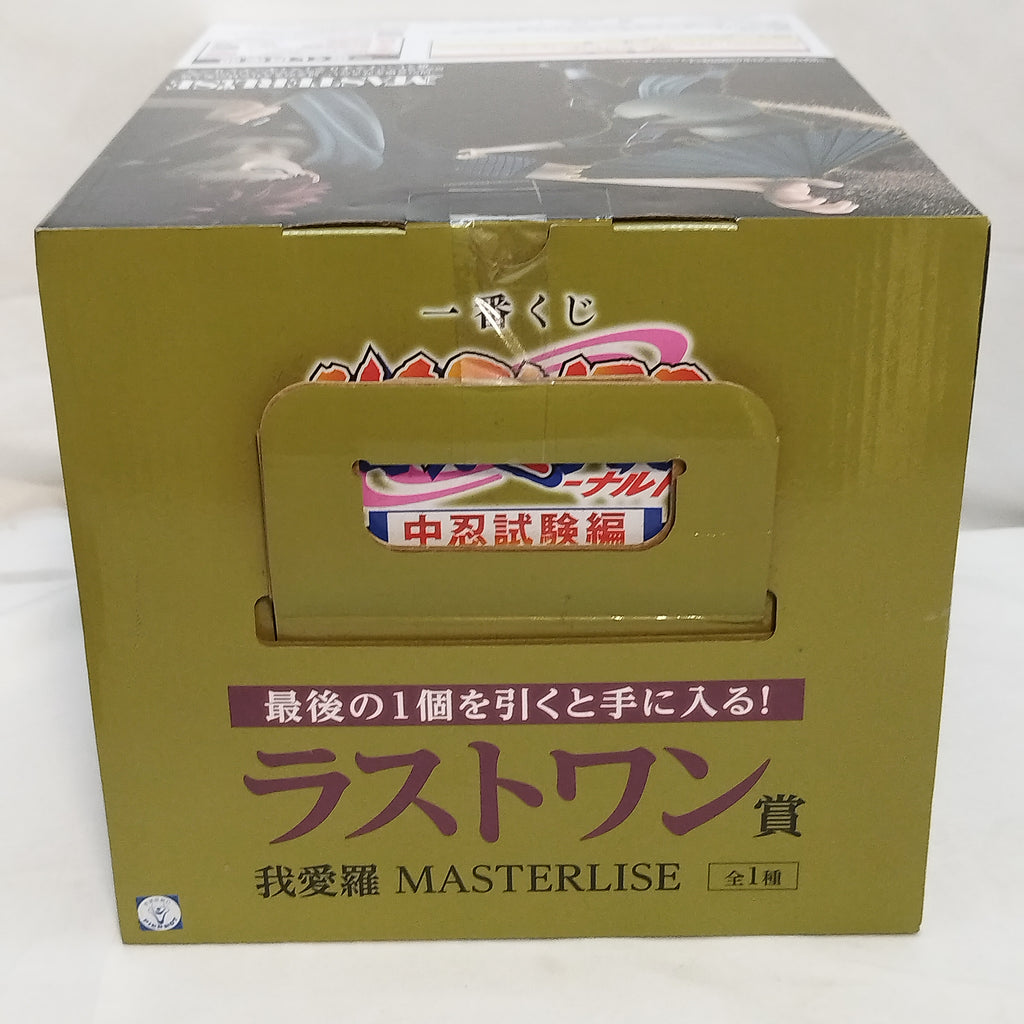 MASTERLISE
一番くじ
ーナルト
中忍試験編
最後の1個を引くと手に入る!
ラストワン賞
我愛羅 MASTERLISE 全1種